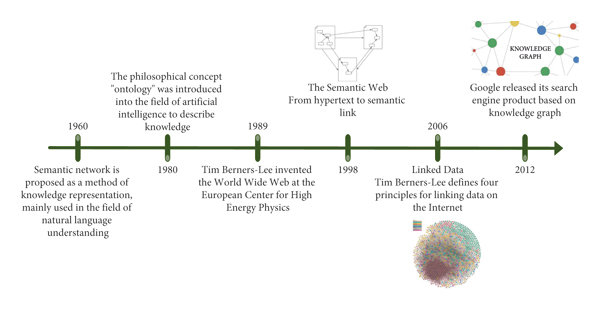 KNOWLEDGE
GRAPH
The philosophical concept
"ontology" was introduced
into the field of artificial
intelligence to describe
knowledge
The Semantic Web
From hypertext to semantic
link
Google released its search
engine product based on
knowledge graph
1960
1989
2006
1980
1998
2012
Semantic network is
proposed as a method of
knowledge representation,
mainly used in the field of
natural language
understanding
Tim Berners-Lee invented
the World Wide Web at the
European Center for High
Energy Physics
Linked Data
Tim Berners-Lee defines four
principles for linking data on
the Internet